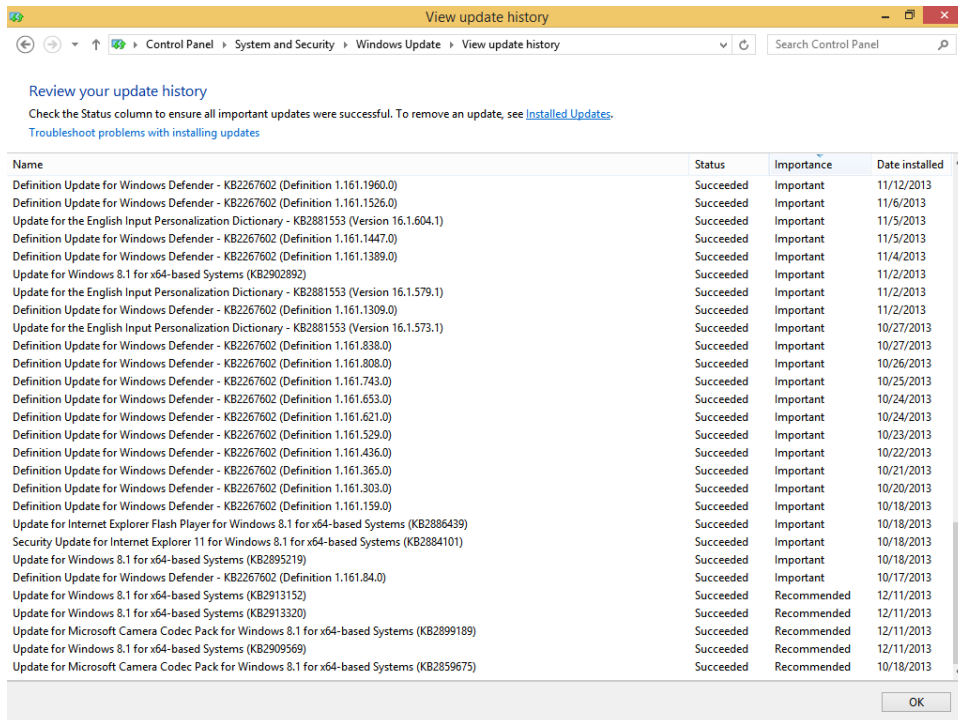 View update history
Control Panel System and Security Windows Update View update history Search Control Panel
Review your update history
Check the Status column to ensure all important updates were successful. To remove an update, see Installed Updates.
Troubleshoot problems with installing updates
Name Status Importance Date installed
Definition Update for Windows Defender - KB2267602 (Definition 1.161.1960.0) Succeeded Important 11/12/2013
Definition Update for Windows Defender - KB2267602 (Definition 1.161.1526.0) Succeeded Important 11/6/2013
Update for the English Input Personalization Dictionary - KB2881553 (Version 16.1.604.1) Succeeded Important 11/5/2013
Definition Update for Windows Defender - KB2267602 (Definition 1.161.1447.0) Succeeded Important 11/5/2013
Definition Update for Windows Defender - KB2267602 (Definition 1.161.1389.0) Succeeded Important 11/4/2013
Update for Windows 8.1 for x64-based Systems (KB2902892) Succeeded Important 11/2/2013
Update for the English Input Personalization Dictionary - KB2881553 (Version 16.1.579.1) Succeeded Important 11/2/2013
Definition Update for Windows Defender - KB2267602 (Definition 1.161.1309.0) Succeeded Important 11/2/2013
Update for the English Input Personalization Dictionary - KB2881553 (Version 16.1.573.1) Succeeded Important 10/27/2013
Definition Update for Windows Defender - KB2267602 (Definition 1.161.838.0) Succeeded Important 10/27/2013
Definition Update for Windows Defender - KB2267602 (Definition 1.161.808.0) Succeeded Important 10/26/2013
Definition Update for Windows Defender - KB2267602 (Definition 1.161.743.0) Succeeded Important 10/25/2013
Definition Update for Windows Defender - KB2267602 (Definition 1.161.653.0) Succeeded Important 10/24/2013
Definition Update for Windows Defender - KB2267602 (Definition 1.161.621.0) Succeeded Important 10/24/2013
Definition Update for Windows Defender - KB2267602 (Definition 1.161.529.0) Succeeded Important 10/23/2013
Definition Update for Windows Defender - KB2267602 (Definition 1.161.436.0) Succeeded Important 10/22/2013
Definition Update for Windows Defender - KB2267602 (Definition 1.161.365.0) Succeeded Important 10/21/2013
Definition Update for Windows Defender - KB2267602 (Definition 1.161.303.0) Succeeded Important 10/20/2013
Definition Update for Windows Defender - KB2267602 (Definition 1.161.159.0) Succeeded Important 10/18/2013
Update for Internet Explorer Flash Player for Windows 8.1 for x64-based Systems (KB2886439) Succeeded Important 10/18/2013
Security Update for Internet Explorer 11 for Windows 8.1 for x64-based Systems (KB2884101) Succeeded Important 10/18/2013
Update for Windows 8.1 for x64-based Systems (KB2895219) Succeeded Important 10/18/2013
Definition Update for Windows Defender - KB2267602 (Definition 1.161.84.0) Succeeded Important 10/17/2013
Update for Windows 8.1 for x64-based Systems (KB2913152) Succeeded Recommended 12/11/2013
Update for Windows 8.1 for x64-based Systems (KB2913320) Succeeded Recommended 12/11/2013
Update for Microsoft Camera Codec Pack for Windows 8.1 for x64-based Systems (KB2899189) Succeeded Recommended 12/11/2013
Update for Windows 8.1 for x64-based Systems (KB2909569) Succeeded Recommended 12/11/2013
Update for Microsoft Camera Codec Pack for Windows 8.1 for x64-based Systems (KB2859675) Succeeded Recommended 10/18/2013
OK